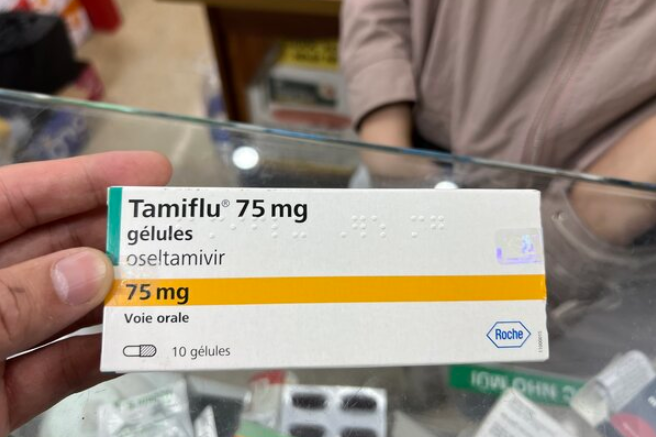 Tamiflu® 75 mg
gélules
oseltamivir
75 mg
Voie orale
Roche
10 gélules